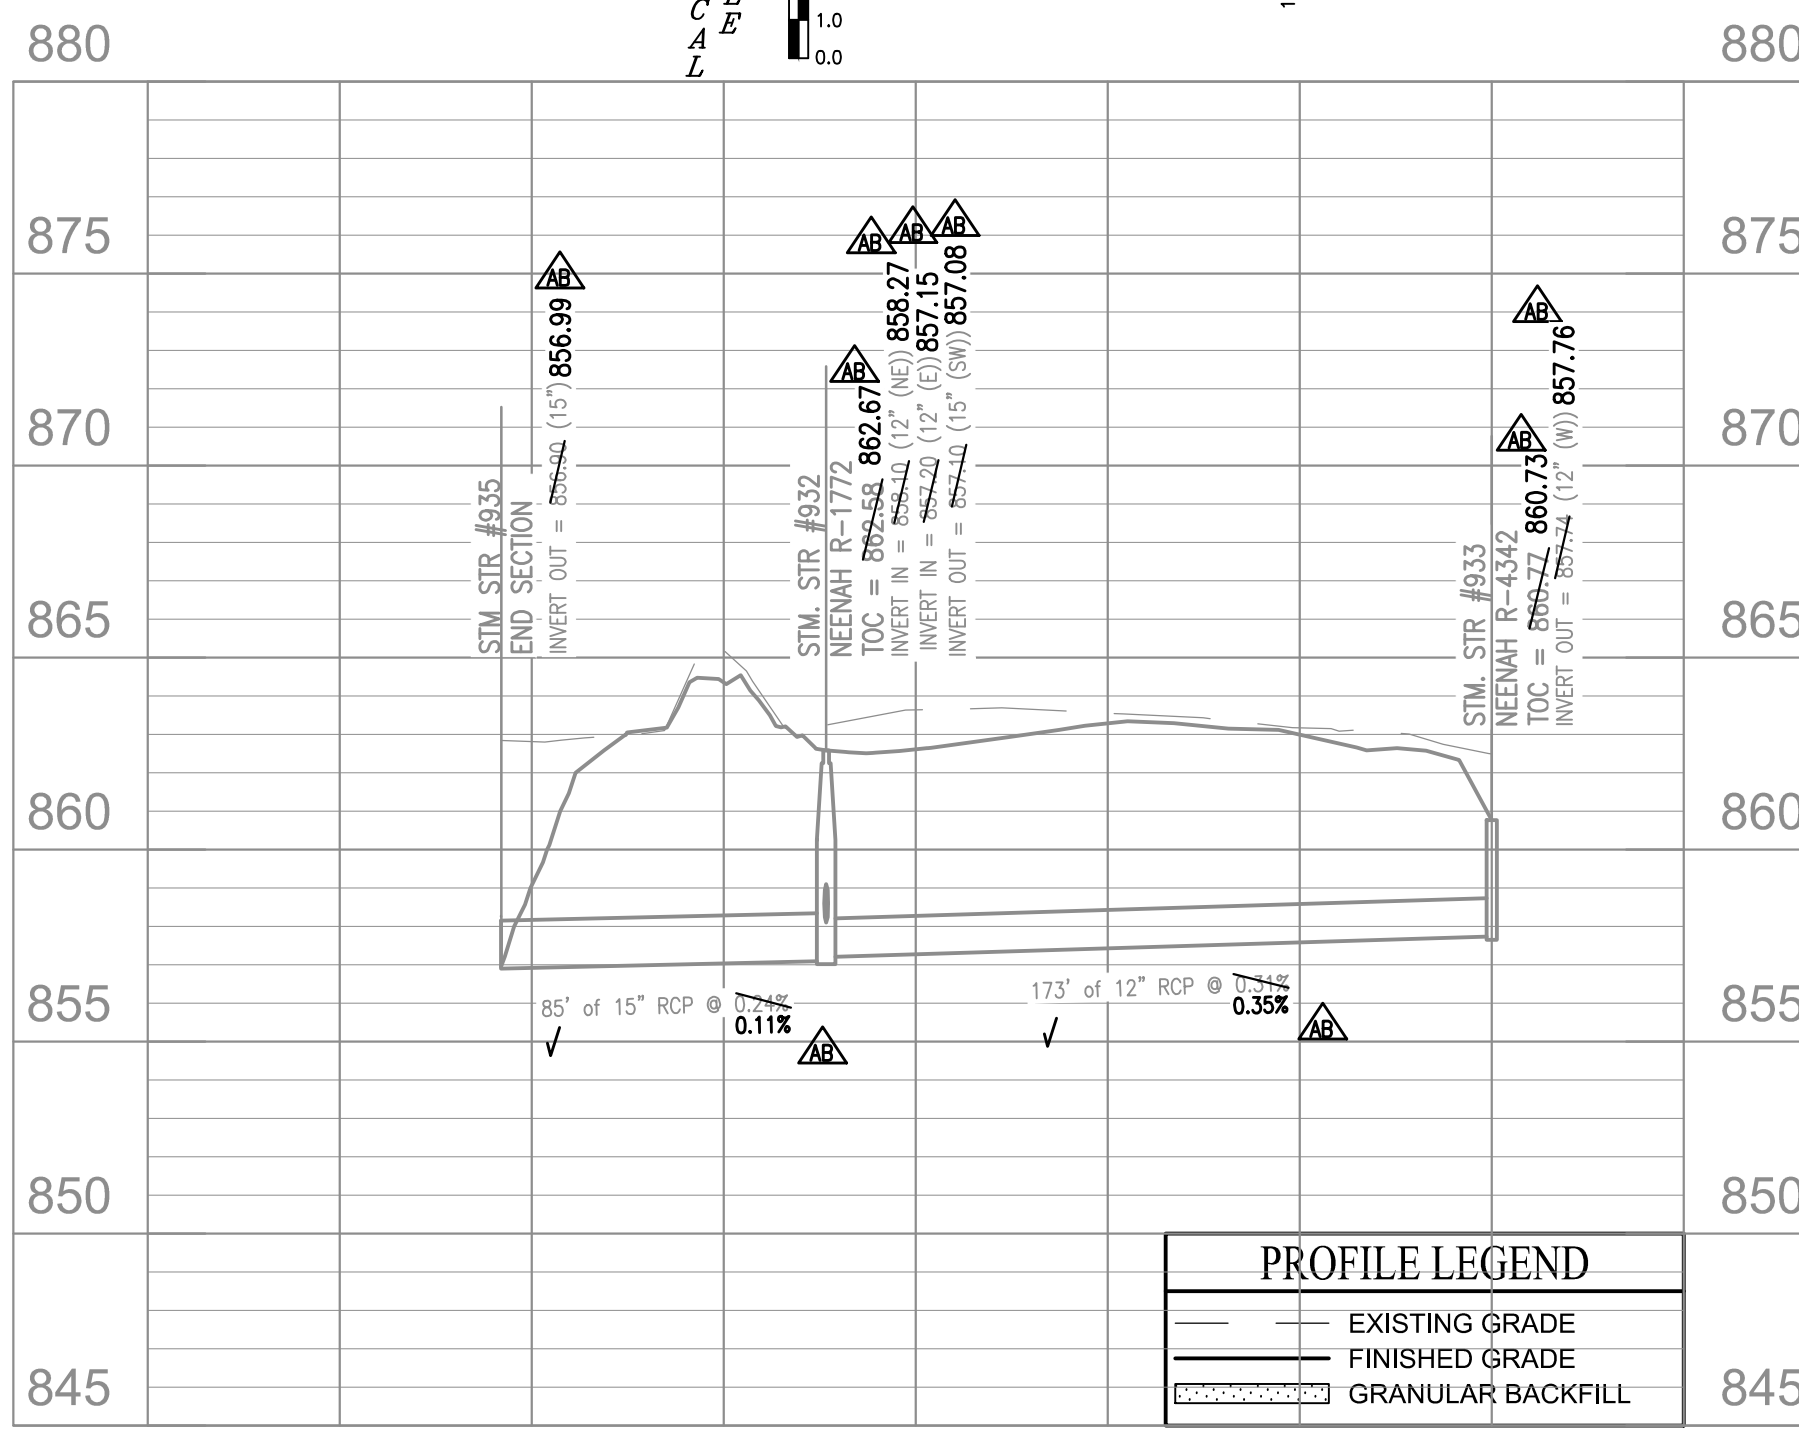 C
A
L
E
1.0
0.0
880
880
875
875
870
870
865
865
860
860
855
855
850
850
845
845
AB
856.99
STM STR #935
END SECTION
INVERT OUT = 856.90 (15")
AB
AB
AB
AB
862.67
858.27
857.15
857.08
STM. STR #932
NEENAH R-1772
TOC = 862.58
INVERT IN = 858.10 (12" (NE))
INVERT IN = 857.20 (12" (E))
INVERT OUT = 857.10 (15" (SW))
AB
AB
860.73
857.76
STM. STR #933
NEENAH R-4342
TOC = 860.77
INVERT OUT = 857.74 (12" (W))
85' of 15" RCP @ 0.24%
0.11%
AB
173' of 12" RCP @ 0.31%
0.35%
AB
PROFILE LEGEND
EXISTING GRADE
FINISHED GRADE
GRANULAR BACKFILL